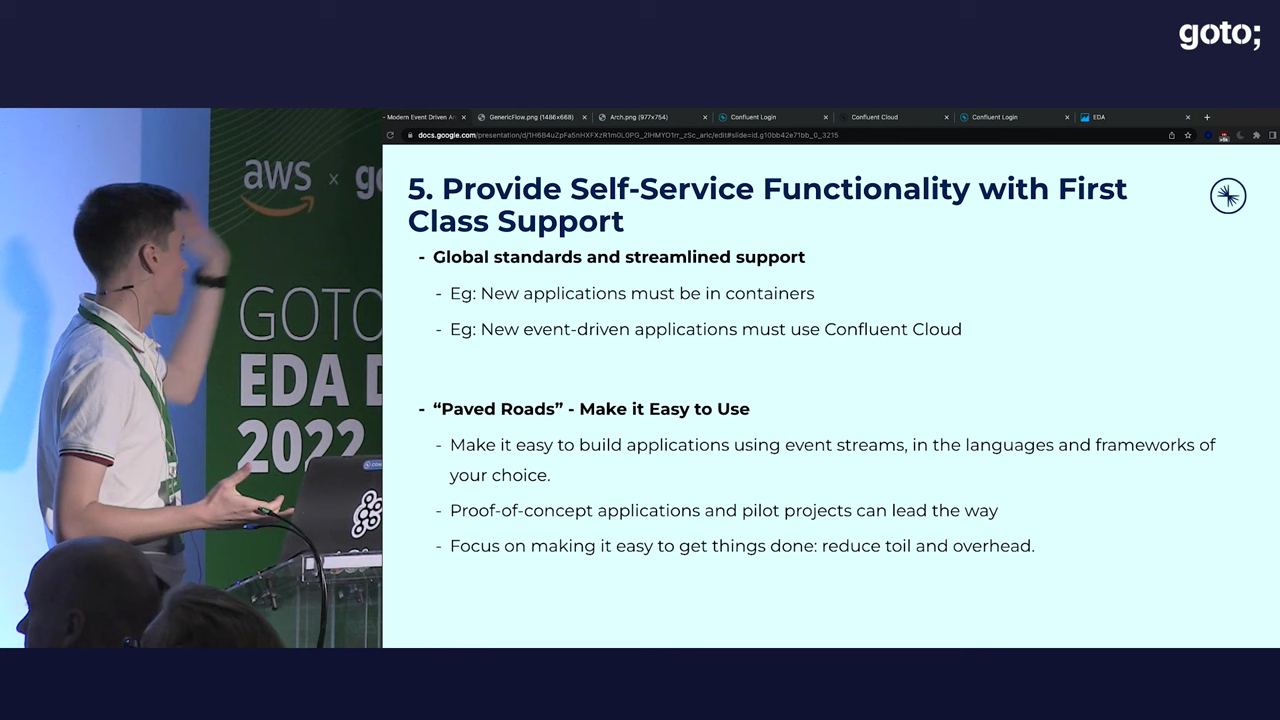 goto;
- Modern Event Driven Ar
GenericFlow.png (1486×668)
Arch.png (977×754)
Confluent Login
Confluent Cloud
Confluent Login
EDA
aws × go
GOTO
EDA D
2022
5. Provide Self-Service Functionality with First
Class Support
- Global standards and streamlined support
- Eg: New applications must be in containers
- Eg: New event-driven applications must use Confluent Cloud
- “Paved Roads” - Make it Easy to Use
- Make it easy to build applications using event streams, in the languages and frameworks of
your choice.
- Proof-of-concept applications and pilot projects can lead the way
- Focus on making it easy to get things done: reduce toil and overhead.